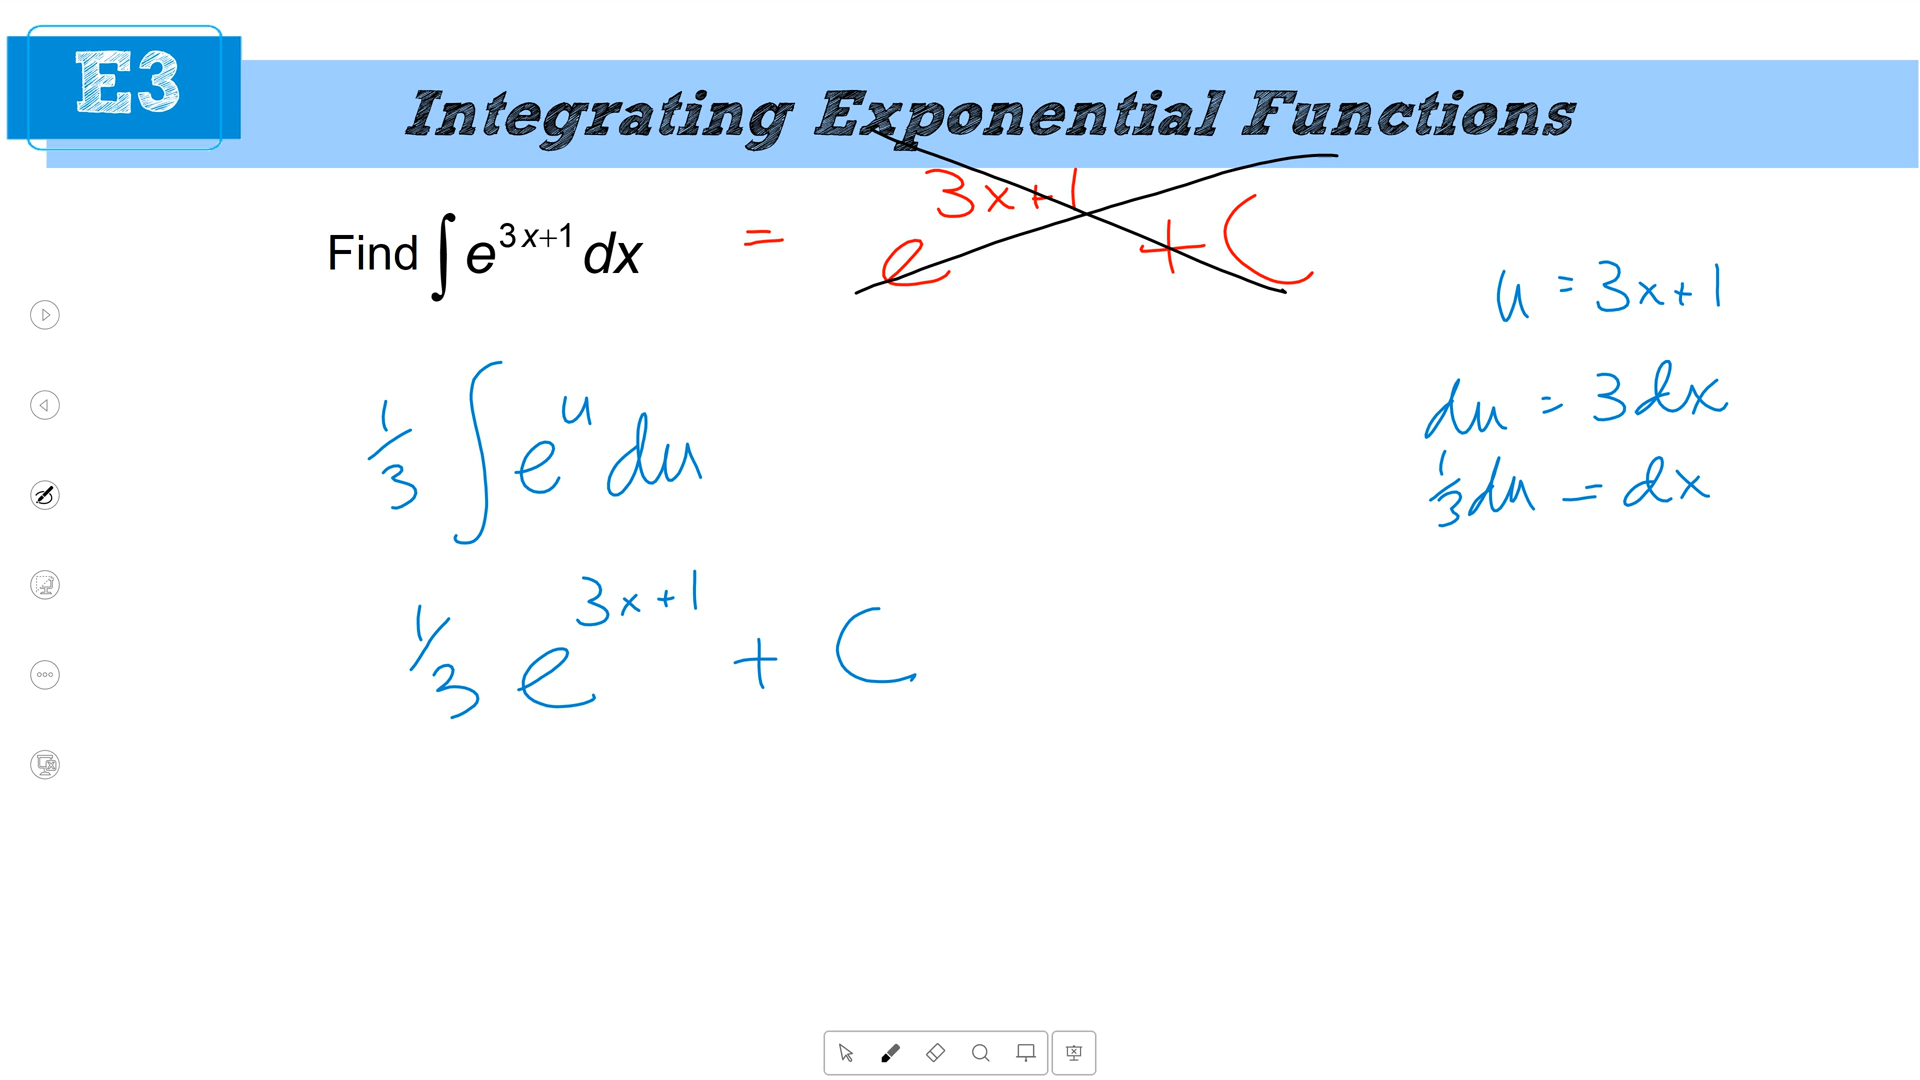 E3
Integrating Exponential Functions
Find ∫ e^{3x+1} dx = e^{3x+1} + C
u = 3x+1
du = 3dx
1/3 du = dx
1/3 ∫ e^u du
1/3 e^{3x+1} + C